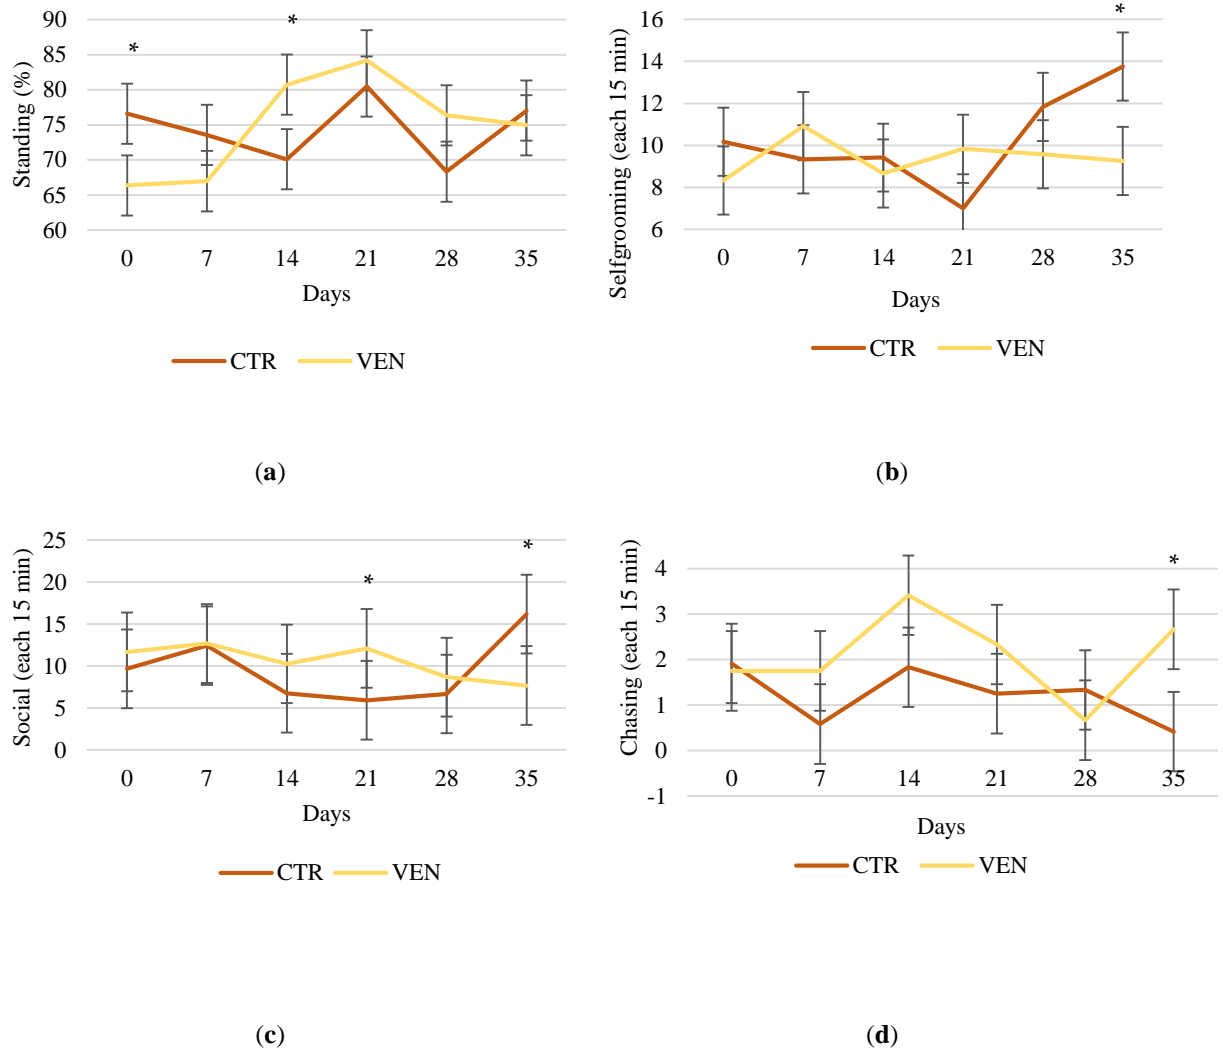 *
*
90
85
80
75
70
65
60
Standing (%)
0 7 14 21 28 35
Days
CTR VEN
(a)
*
16
14
12
10
8
6
Selfgrooming (each 15 min)
0 7 14 21 28 35
Days
CTR VEN
(b)
25
20
15
10
5
0
Social (each 15 min)
*
*
0 7 14 21 28 35
Days
CTR VEN
(c)
4
3
2
1
0
-1
Chasing (each 15 min)
*
0 7 14 21 28 35
Days
CTR VEN
(d)